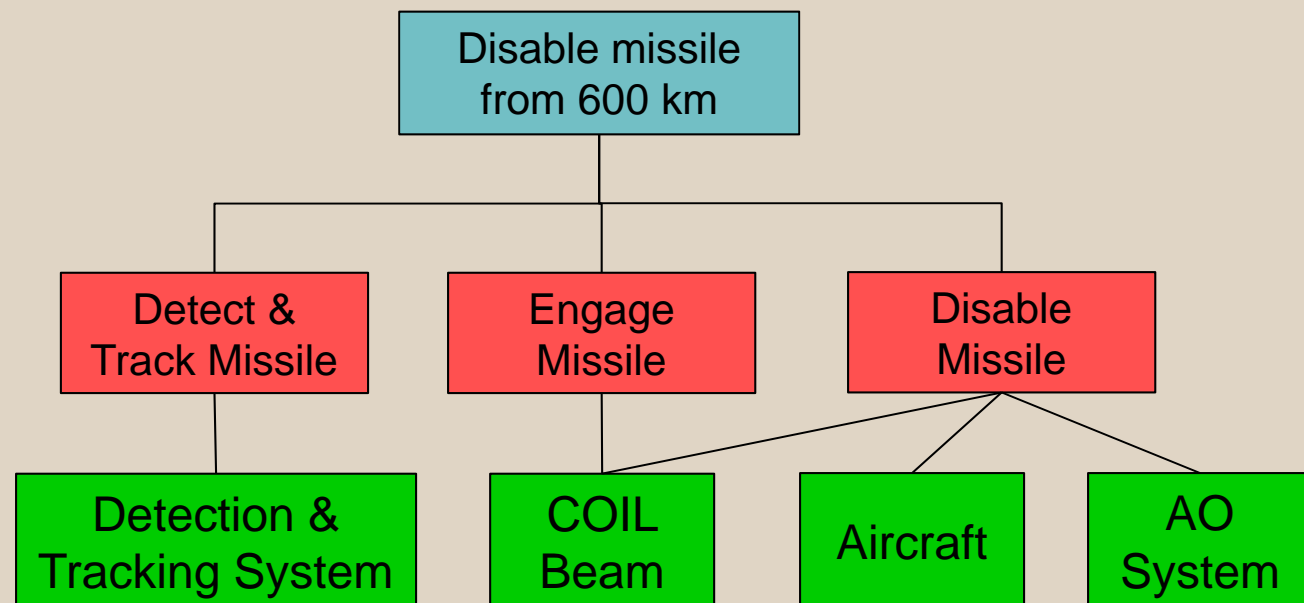 Disable missile
from 600 km
Detect &
Track Missile
Engage
Missile
Disable
Missile
Detection &
Tracking System
COIL
Beam
Aircraft
AO
System